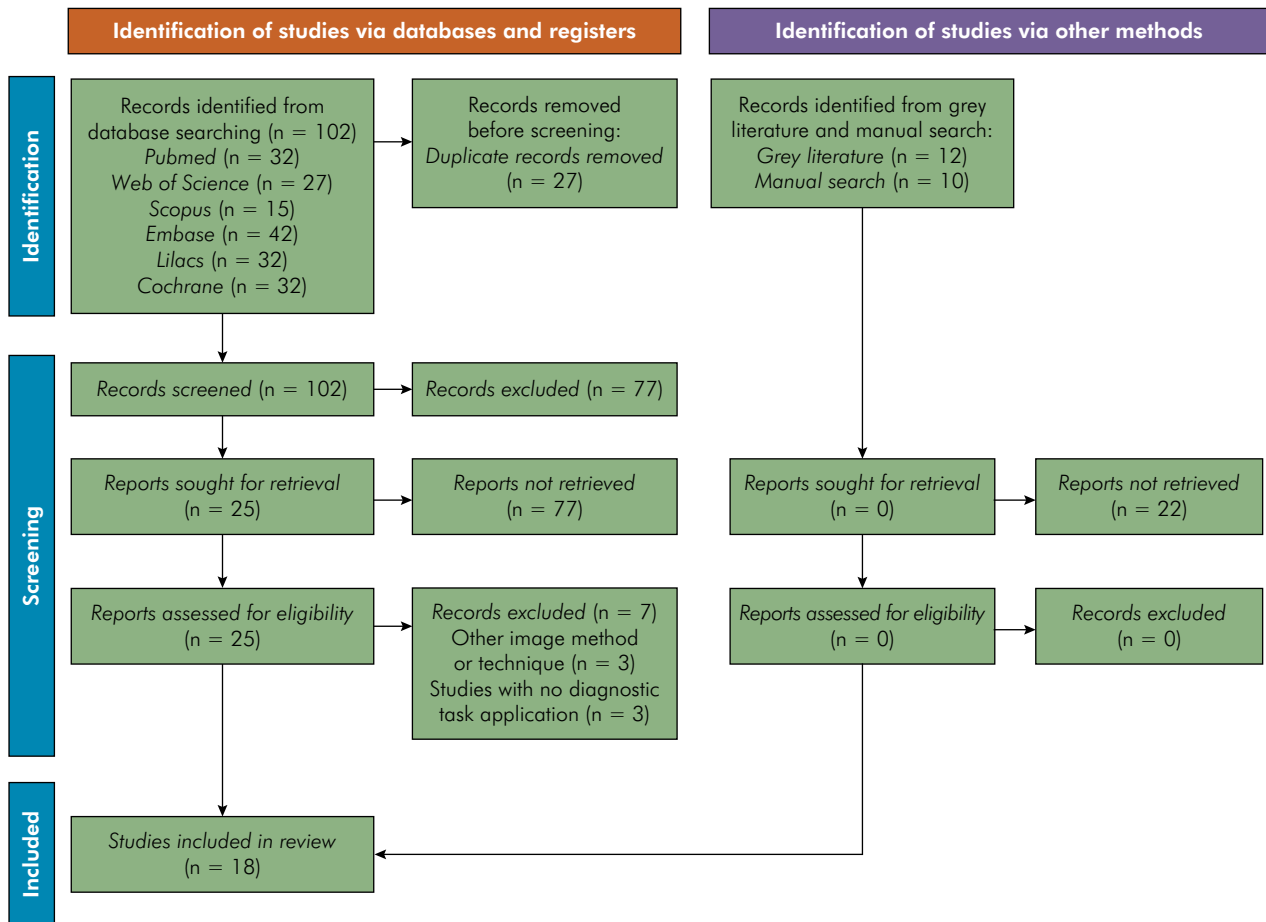 Identification of studies via databases and registers
Identification of studies via other methods
Identification
Records identified from
database searching (n = 102)
Pubmed (n = 32)
Web of Science (n = 27)
Scopus (n = 15)
Embase (n = 42)
Lilacs (n = 32)
Cochrane (n = 32)
Records removed
before screening:
Duplicate records removed
(n = 27)
Records identified from grey
literature and manual search:
Grey literature (n = 12)
Manual search (n = 10)
Screening
Records screened (n = 102)
Records excluded (n = 77)
Reports sought for retrieval
(n = 25)
Reports not retrieved
(n = 77)
Reports sought for retrieval
(n = 0)
Reports not retrieved
(n = 22)
Reports assessed for eligibility
(n = 25)
Records excluded (n = 7)
Other image method
or technique (n = 3)
Studies with no diagnostic
task application (n = 3)
Reports assessed for eligibility
(n = 0)
Records excluded
(n = 0)
Included
Studies included in review
(n = 18)